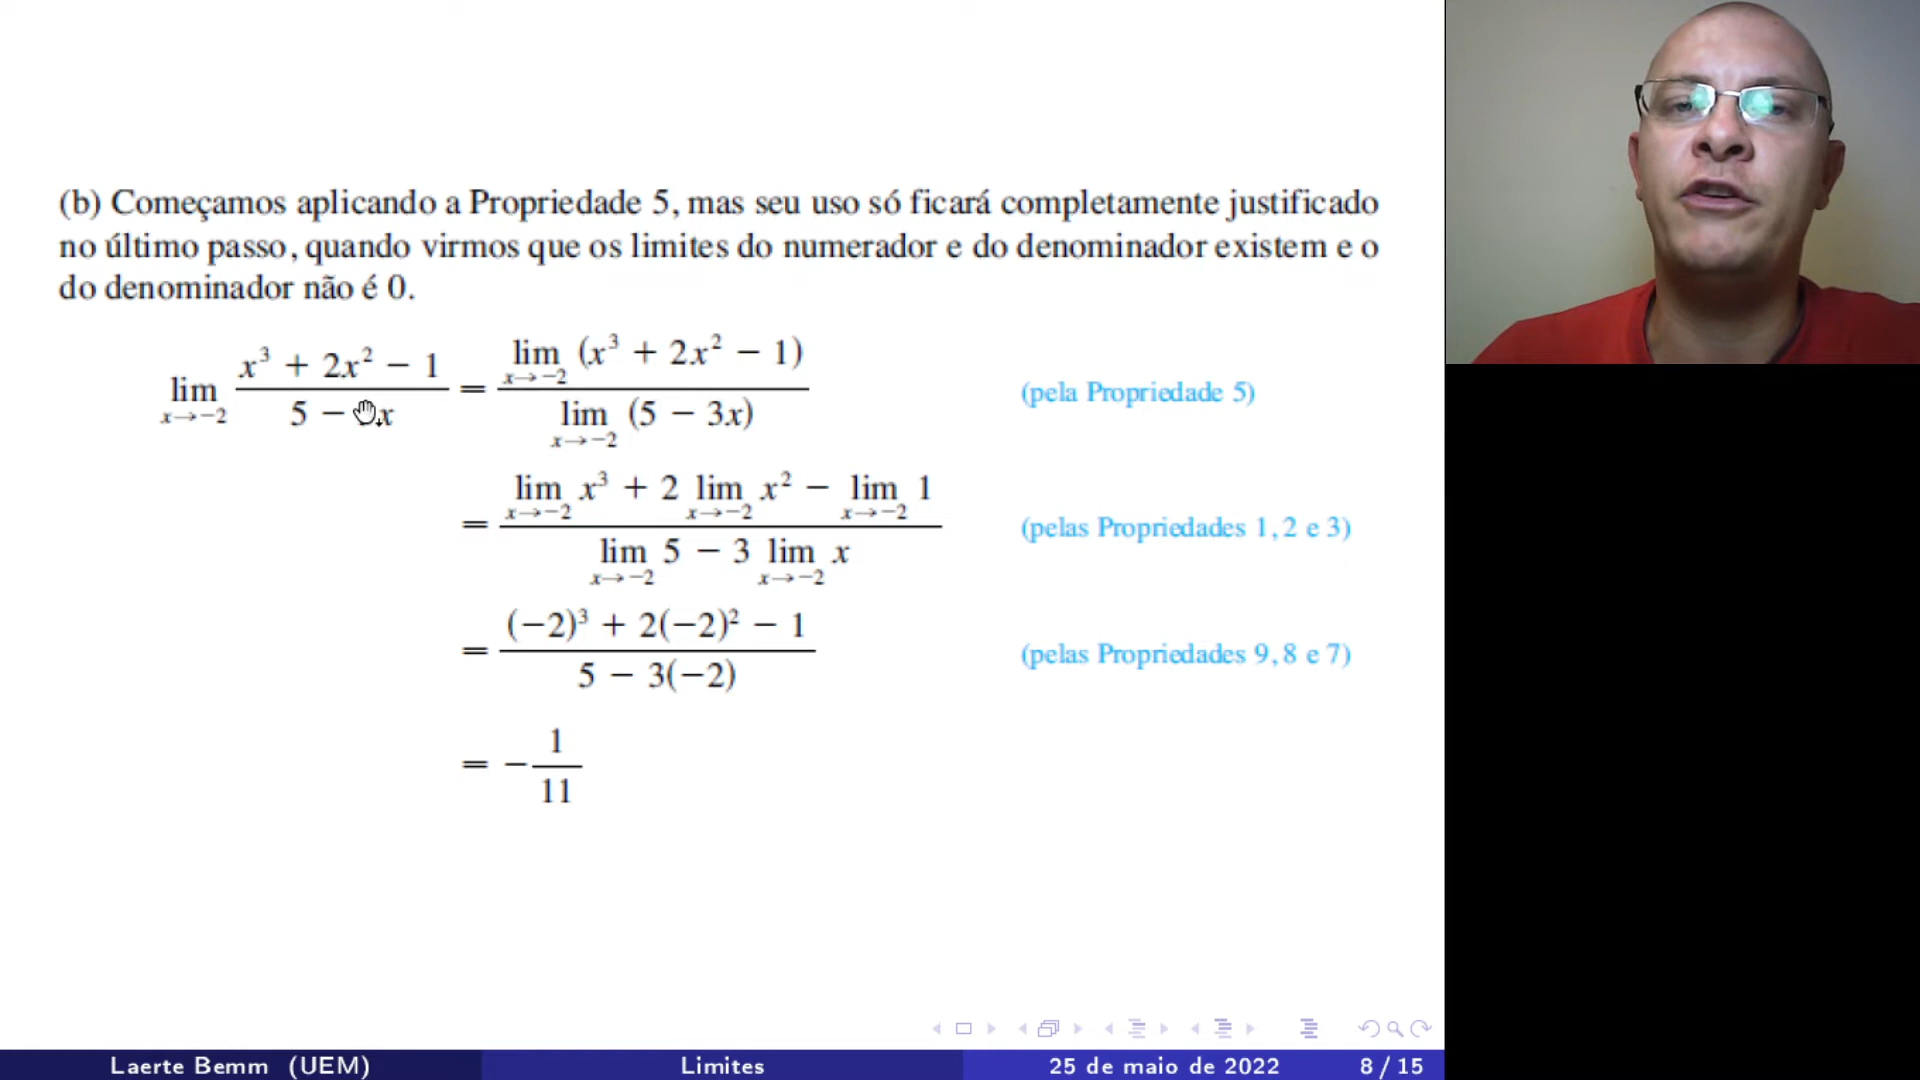 (b) Começamos aplicando a Propriedade 5, mas seu uso só ficará completamente justificado
no último passo, quando virmos que os limites do numerador e do denominador existem e o
do denominador não é 0.
lim x→−2 (x³ + 2x² − 1)/(5 − x) = lim x→−2 (x³ + 2x² − 1) / lim x→−2 (5 − 3x) (pela Propriedade 5)
= (lim x→−2 x³ + 2 lim x→−2 x² − lim x→−2 1) / (lim x→−2 5 − 3 lim x→−2 x) (pelas Propriedades 1, 2 e 3)
= ((−2)³ + 2(−2)² − 1) / (5 − 3(−2)) (pelas Propriedades 9, 8 e 7)
= −1/11
Laerte Bemm (UEM) Limites 25 de maio de 2022 8 / 15